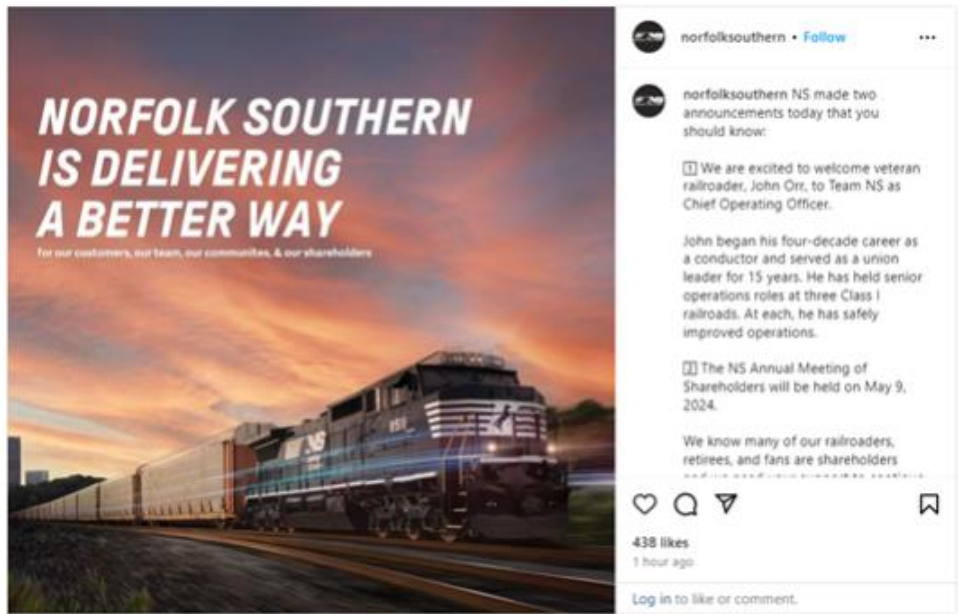 NORFOLK SOUTHERN
IS DELIVERING
A BETTER WAY
for our customers, our team, our communites, & our shareholders
NS
norfolksouthern • Follow
norfolksouthern NS made two
announcements today that you
should know:
1 We are excited to welcome veteran
railroader, John Orr, to Team NS as
Chief Operating Officer.
John began his four-decade career as
a conductor and served as a union
leader for 15 years. He has held senior
operations roles at three Class I
railroads. At each, he has safely
improved operations.
2 The NS Annual Meeting of
Shareholders will be held on May 9,
2024.
We know many of our railroaders,
retirees, and fans are shareholders
438 likes
1 hour ago
Log in to like or comment.